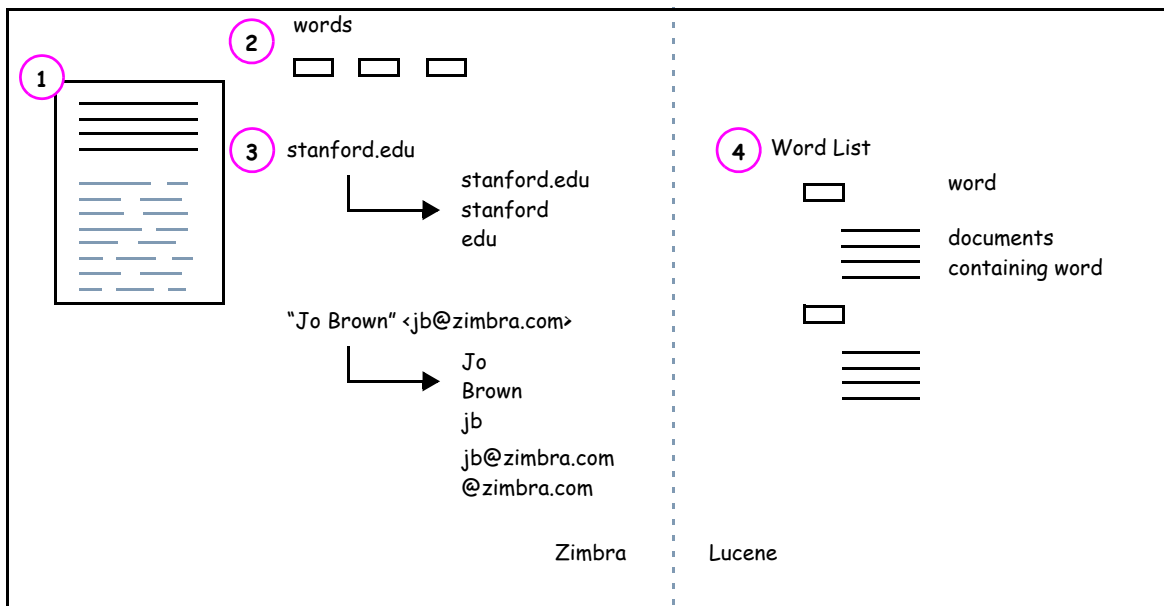 1
2
words
3
stanford.edu
stanford.edu
stanford
edu
“Jo Brown” <jb@zimbra.com>
Jo
Brown
jb
jb@zimbra.com
@zimbra.com
Zimbra
4
Word List
word
documents
containing word
Lucene